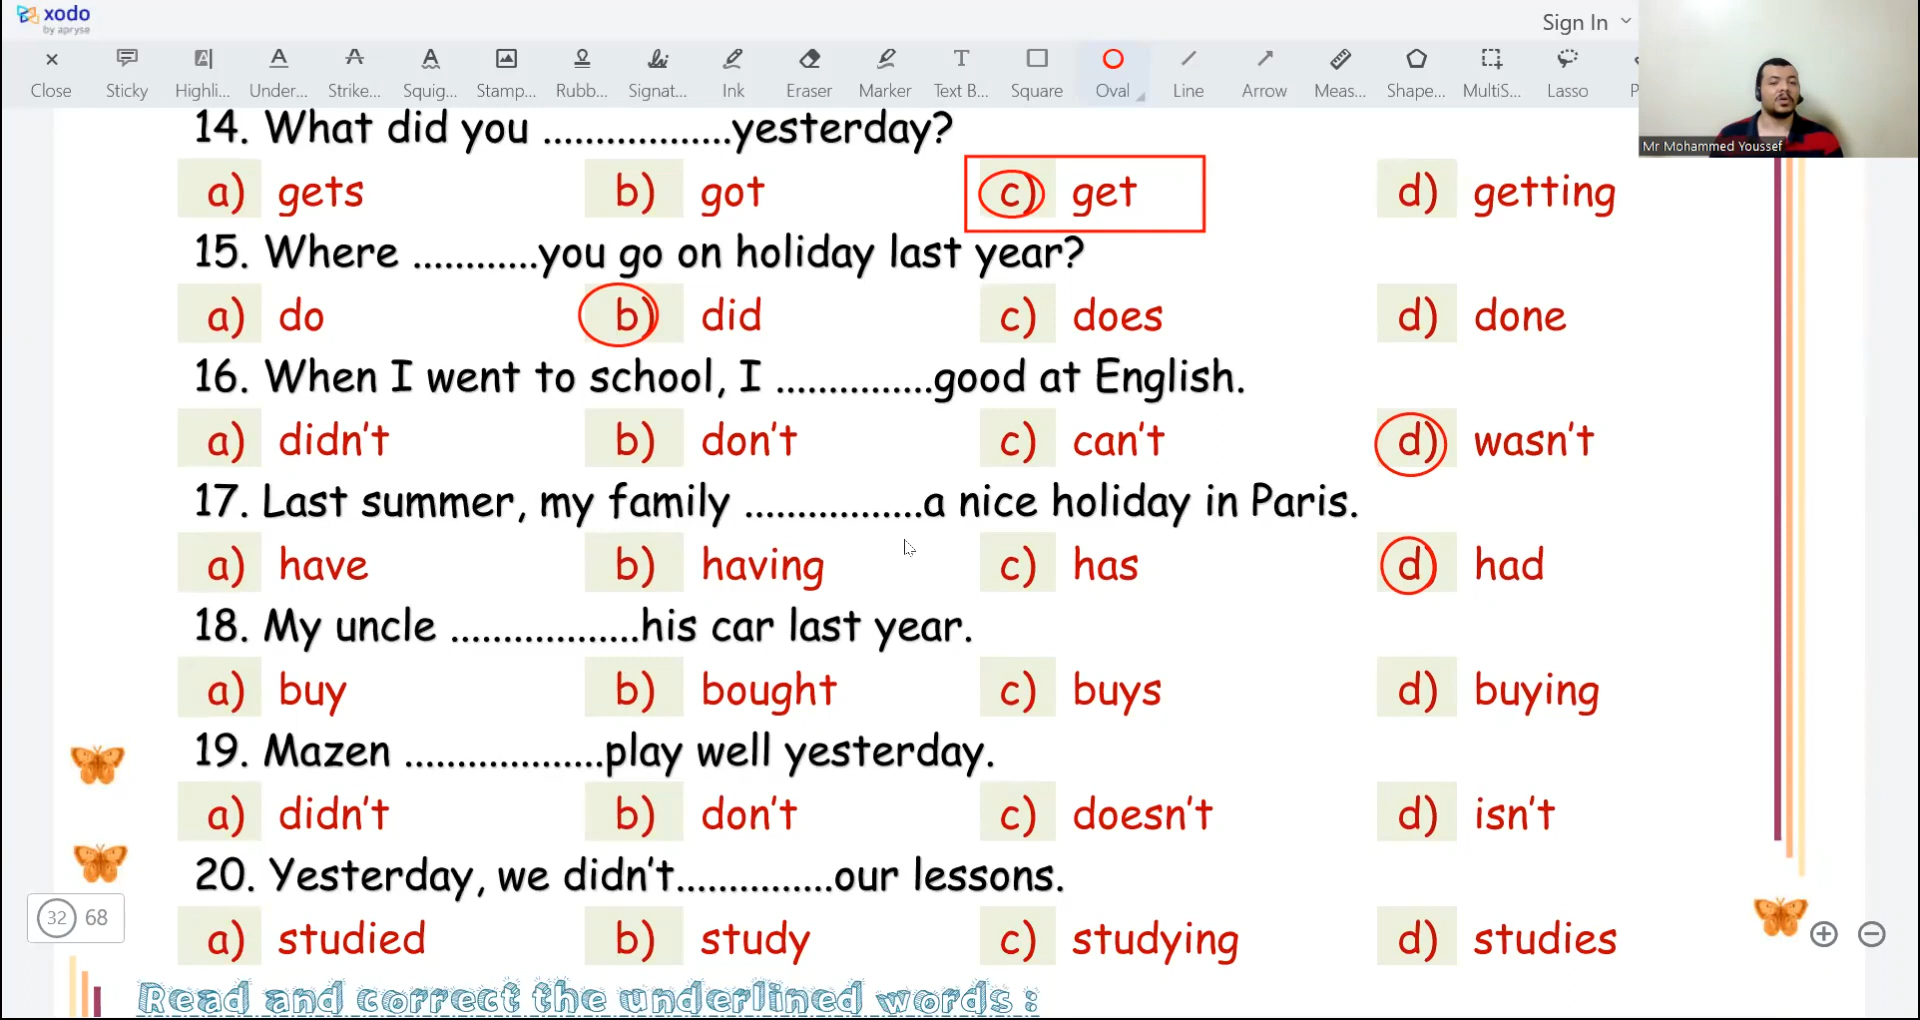 xodo
by apryse
Sign In
Close Sticky Highli... Under... Strike... Squig... Stamp... Rubb... Signat... Ink Eraser Marker Text B... Square Oval Line Arrow Meas... Shape... MultiS... Lasso P
Mr Mohammed Youssef
14. What did you ..................yesterday?
a) gets b) got c) get d) getting
15. Where ............you go on holiday last year?
a) do b) did c) does d) done
16. When I went to school, I ...............good at English.
a) didn't b) don't c) can't d) wasn't
17. Last summer, my family .................a nice holiday in Paris.
a) have b) having c) has d) had
18. My uncle ..................his car last year.
a) buy b) bought c) buys d) buying
19. Mazen ...................play well yesterday.
a) didn't b) don't c) doesn't d) isn't
20. Yesterday, we didn't...............our lessons.
a) studied b) study c) studying d) studies
32 68
Read and correct the underlined words :